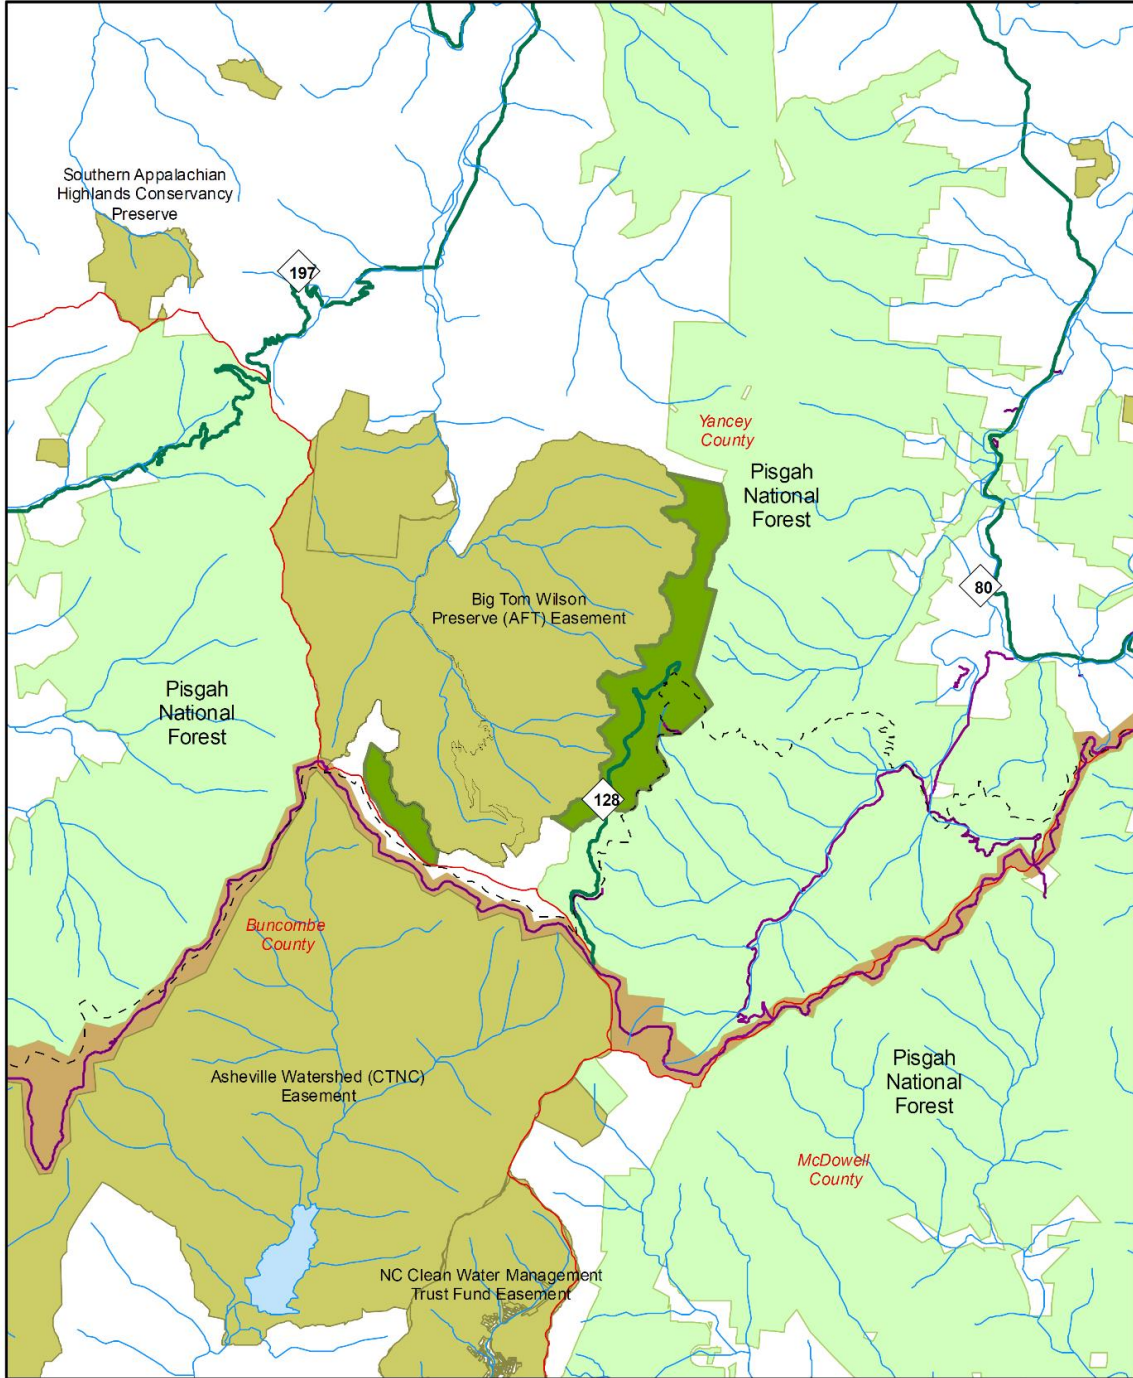 Southern Appalachian
Highlands Conservancy
Preserve
197
Yancey
County
Pisgah
National
Forest
80
Big Tom Wilson
Preserve (AFT) Easement
Pisgah
National
Forest
128
Buncombe
County
Asheville Watershed (CTNC)
Easement
Pisgah
National
Forest
McDowell
County
NC Clean Water Management
Trust Fund Easement